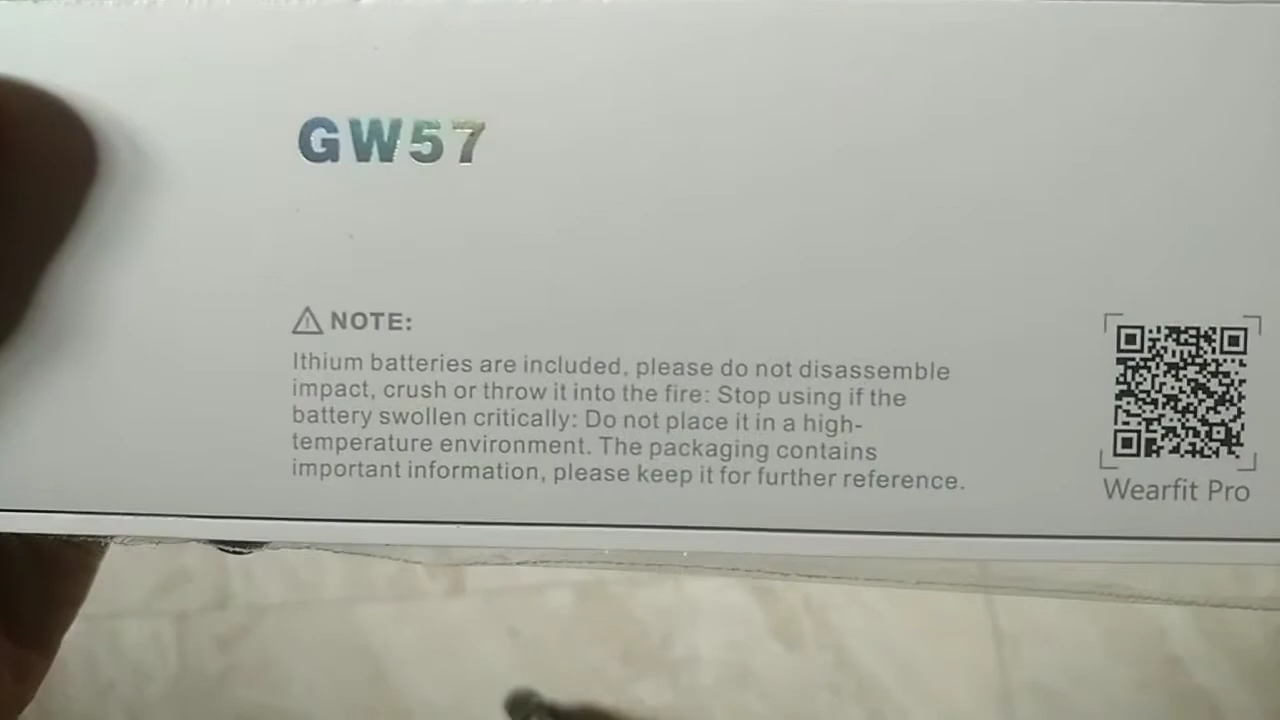 GW57
NOTE:
Ithium batteries are included, please do not disassemble
impact, crush or throw it into the fire: Stop using if the
battery swollen critically: Do not place it in a high-
temperature environment. The packaging contains
important information, please keep it for further reference.
Wearfit Pro